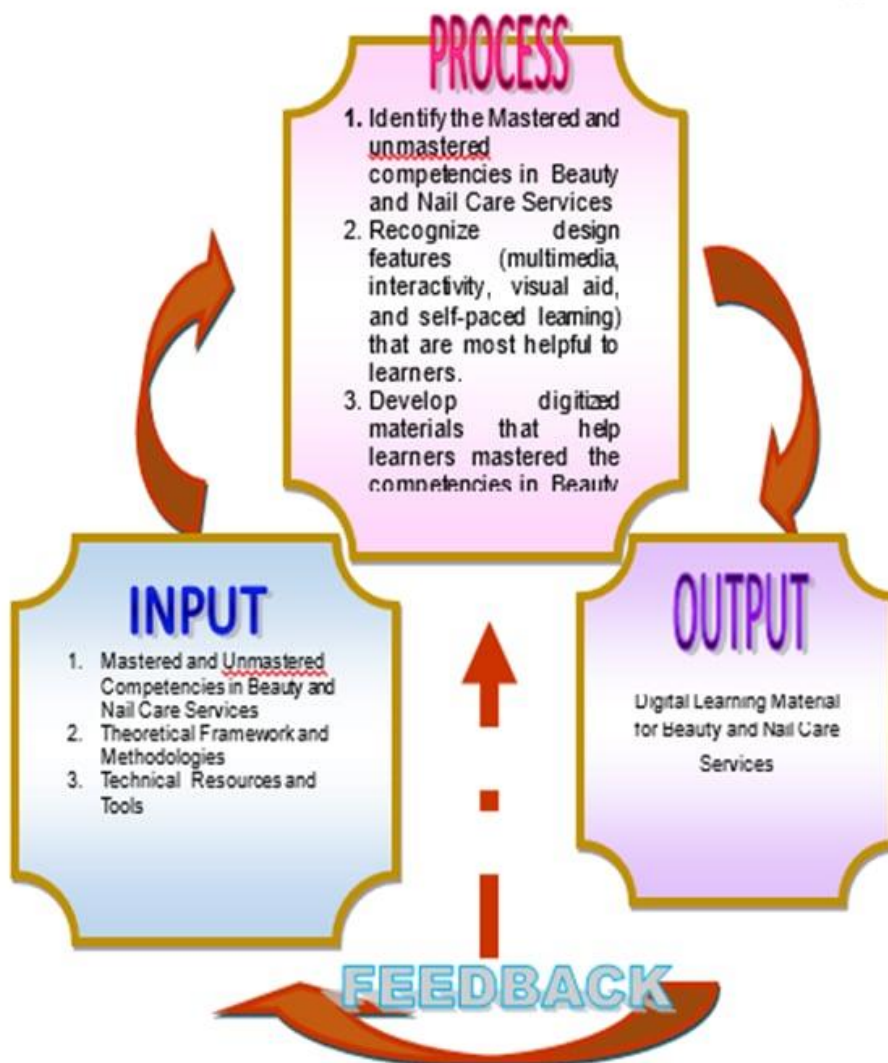 PROCESS
1. Identify the Mastered and
unmastered
competencies in Beauty
and Nail Care Services
2. Recognize design
features (multimedia,
interactivity, visual aid,
and self-paced learning)
that are most helpful to
learners.
3. Develop digitized
materials that help
learners mastered the
competencies in Beauty
INPUT
1. Mastered and Unmastered
Competencies in Beauty and
Nail Care Services
2. Theoretical Framework and
Methodologies
3. Technical Resources and
Tools
OUTPUT
Digital Learning Material
for Beauty and Nail Care
Services
FEEDBACK